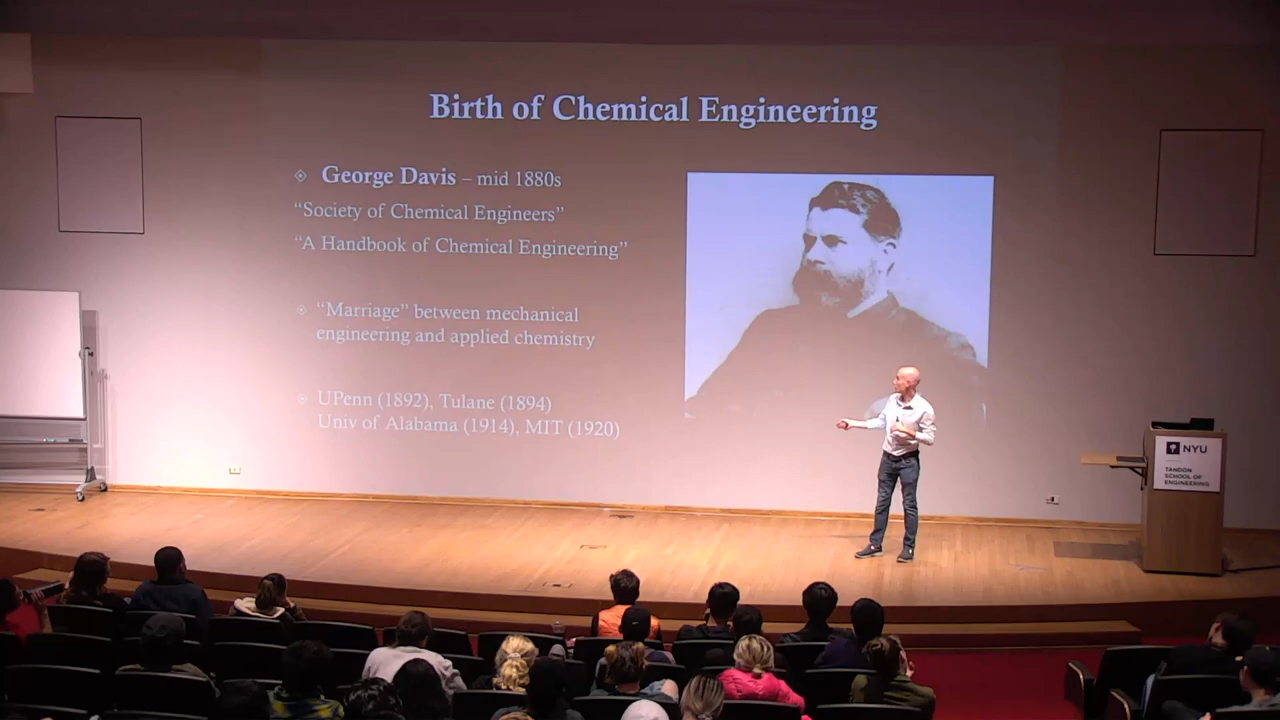 Birth of Chemical Engineering
George Davis – mid 1880s
“Society of Chemical Engineers”
“A Handbook of Chemical Engineering”
“Marriage” between mechanical
engineering and applied chemistry
UPenn (1892), Tulane (1894)
Univ of Alabama (1914), MIT (1920)
NYU
TANDON
SCHOOL OF
ENGINEERING